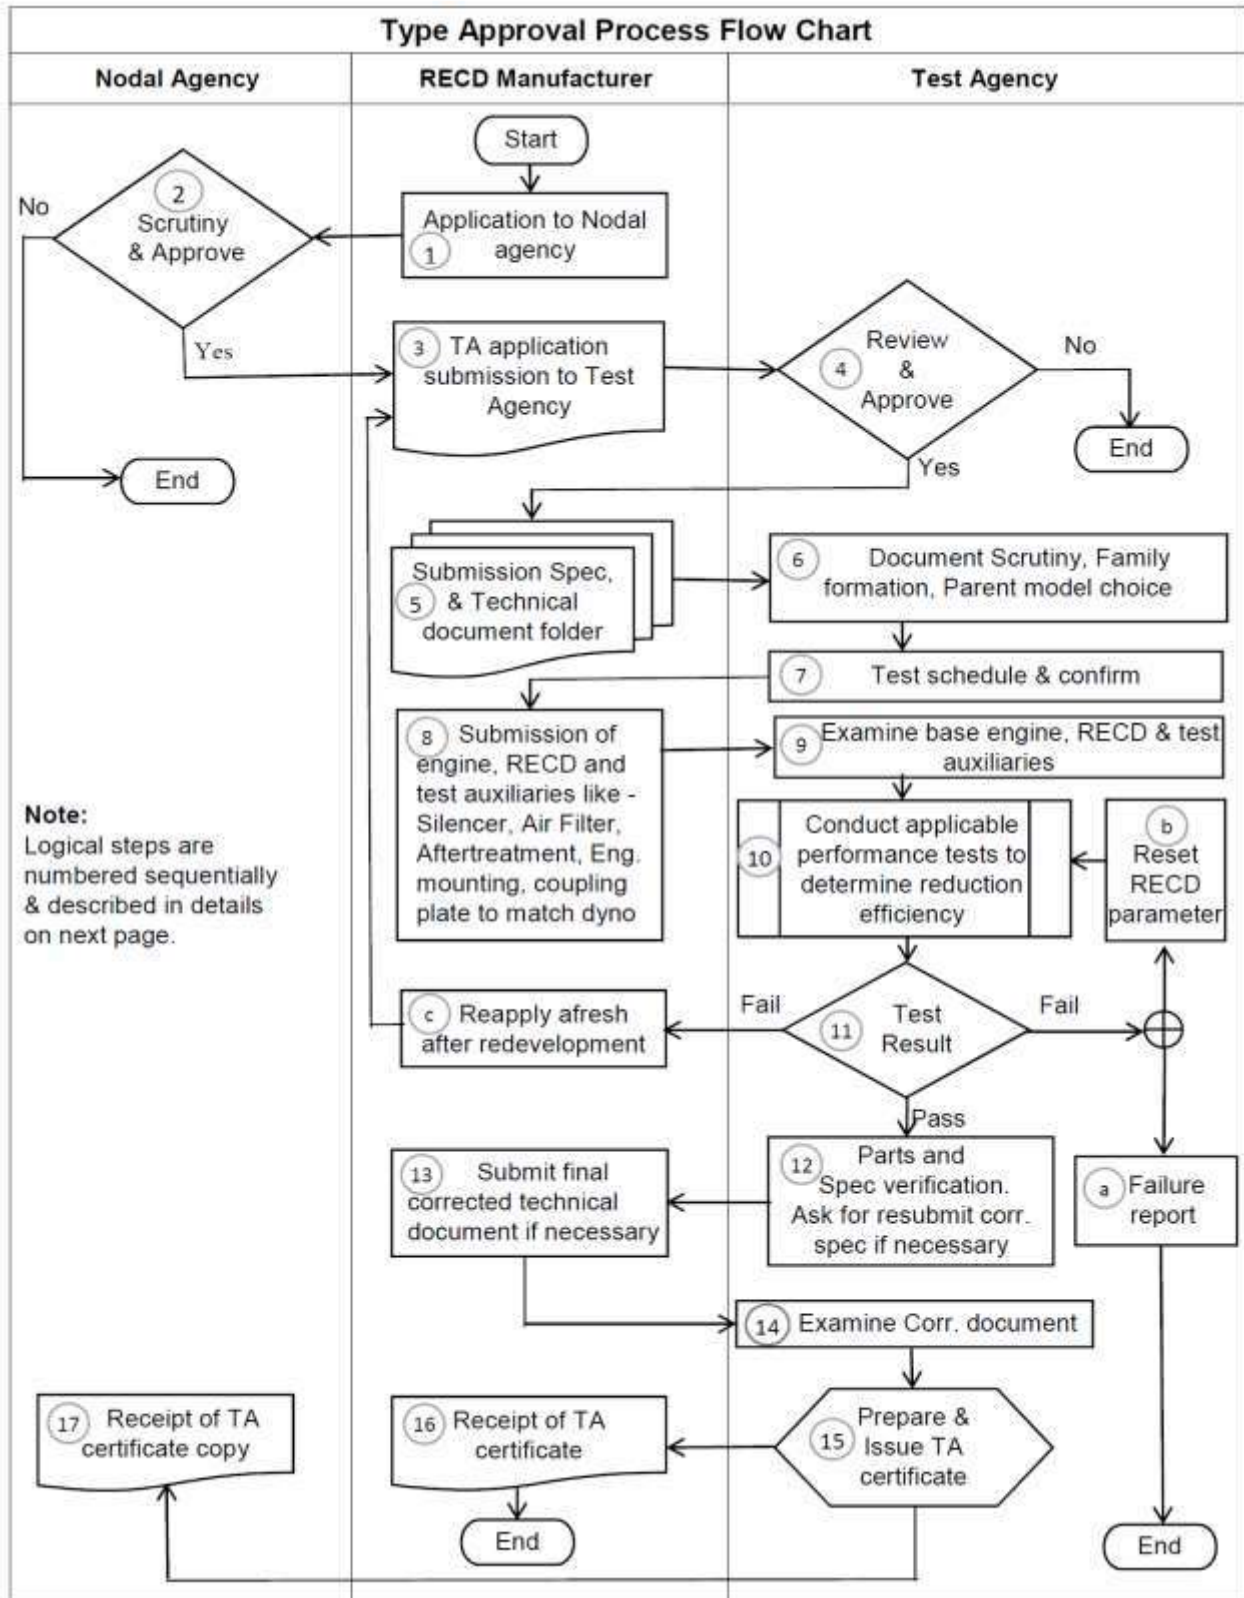 Type Approval Process Flow Chart
Nodal Agency
RECD Manufacturer
Test Agency
Start
1
Application to Nodal
agency
2
Scrutiny
& Approve
No
Yes
End
3 TA application
submission to Test
Agency
4
Review
&
Approve
No
End
Yes
5
Submission Spec,
& Technical
document folder
6 Document Scrutiny, Family
formation, Parent model choice
7 Test schedule & confirm
8 Submission of
engine, RECD and
test auxiliaries like -
Silencer, Air Filter,
Aftertreatment, Eng.
mounting, coupling
plate to match dyno
9 Examine base engine, RECD & test
auxiliaries
Note:
Logical steps are
numbered sequentially
& described in details
on next page.
10
Conduct applicable
performance tests to
determine reduction
efficiency
b
Reset
RECD
parameter
11
Test
Result
Fail
Fail
Pass
c Reapply afresh
after redevelopment
a Failure
report
End
12 Parts and
Spec verification.
Ask for resubmit corr.
spec if necessary
13 Submit final
corrected technical
document if necessary
14 Examine Corr. document
15
Prepare &
Issue TA
certificate
16 Receipt of TA
certificate
End
17 Receipt of TA
certificate copy